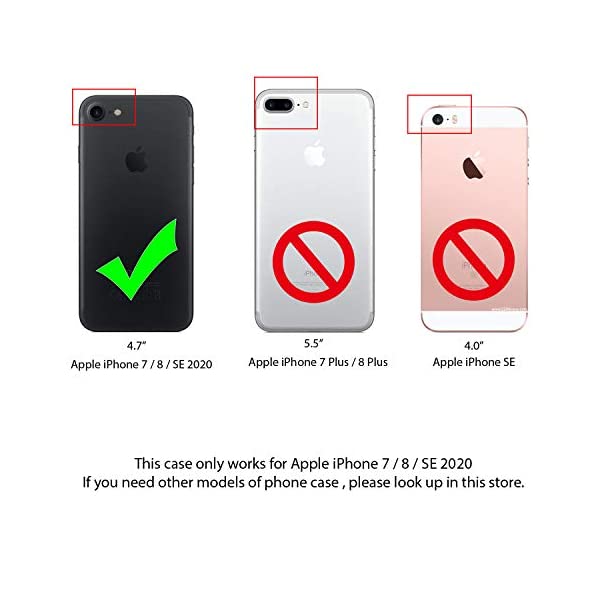 4.7”
Apple iPhone 7 / 8 / SE 2020
5.5”
Apple iPhone 7 Plus / 8 Plus
4.0”
Apple iPhone SE
iPhone
This case only works for Apple iPhone 7 / 8 / SE 2020
If you need other models of phone case , please look up in this store.